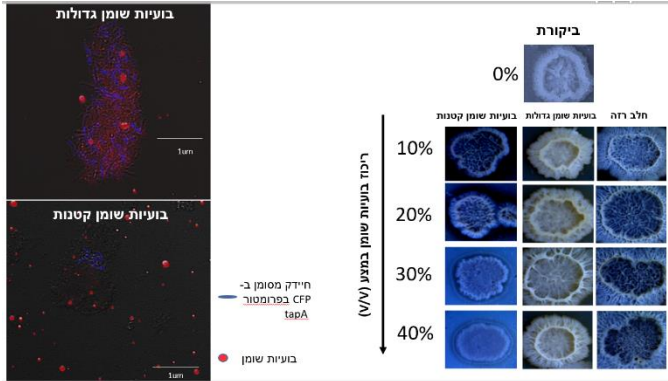 בועיות שומן גדולות
1um
בועיות שומן קטנות
1um
חיידק מסומן ב-
CFP בפרומטור
tapA
בועיות שומן
ביקורת
0%
בועיות שומן קטנות
בועיות שומן גדולות
חלב רזה
10%
20%
30%
40%
ריכוז בועיות שומן במצע (v/v)